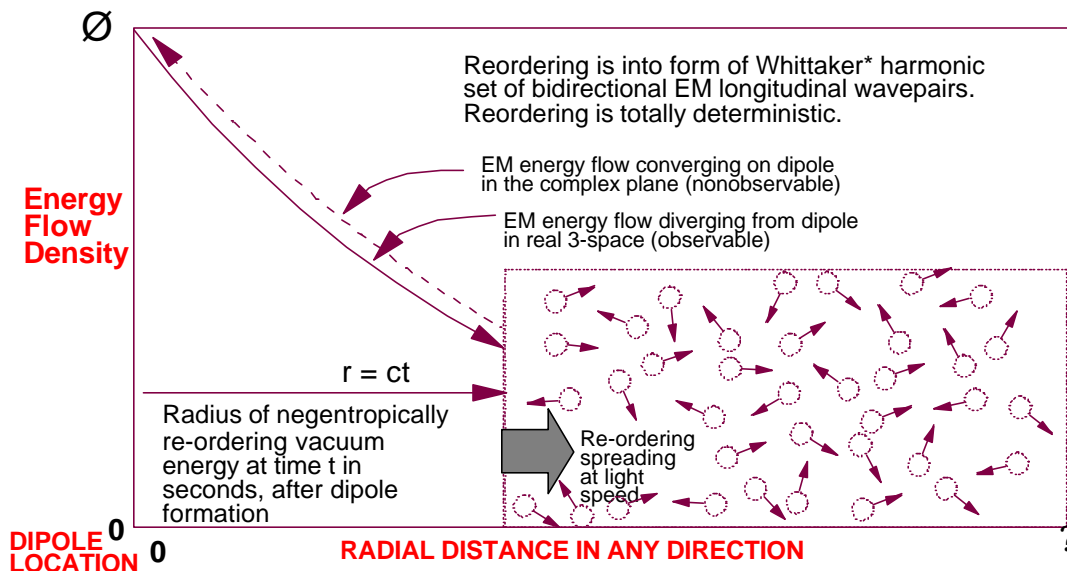 Ø
Reordering is into form of Whittaker* harmonic
set of bidirectional EM longitudinal wavepairs.
Reordering is totally deterministic.
EM energy flow converging on dipole
in the complex plane (nonobservable)
EM energy flow diverging from dipole
in real 3-space (observable)
Energy
Flow
Density
r = ct
Radius of negentropically
re-ordering vacuum
energy at time t in
seconds, after dipole
formation
Re-ordering
spreading
at light
speed
0
DIPOLE
LOCATION
0
RADIAL DISTANCE IN ANY DIRECTION